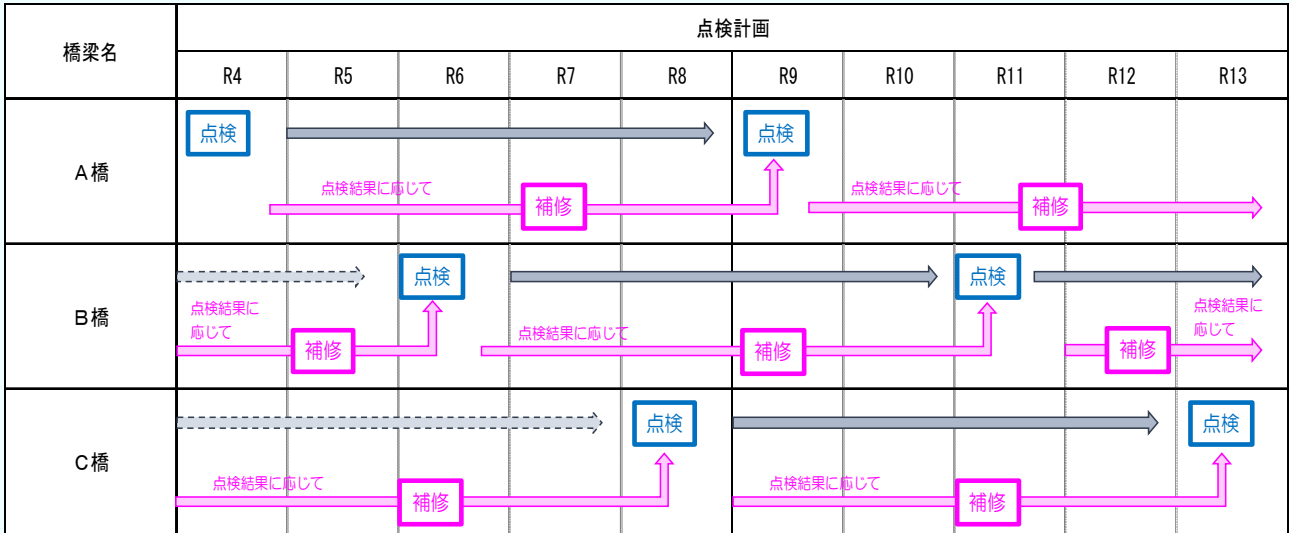 橋梁名
点検計画
R4 R5 R6 R7 R8 R9 R10 R11 R12 R13
A橋
点検
点検
点検結果に応じて
補修
点検結果に応じて
補修
B橋
点検
点検
点検結果に
応じて
補修
点検結果に応じて
補修
補修
点検結果に
応じて
C橋
点検
点検
点検結果に応じて
補修
点検結果に応じて
補修